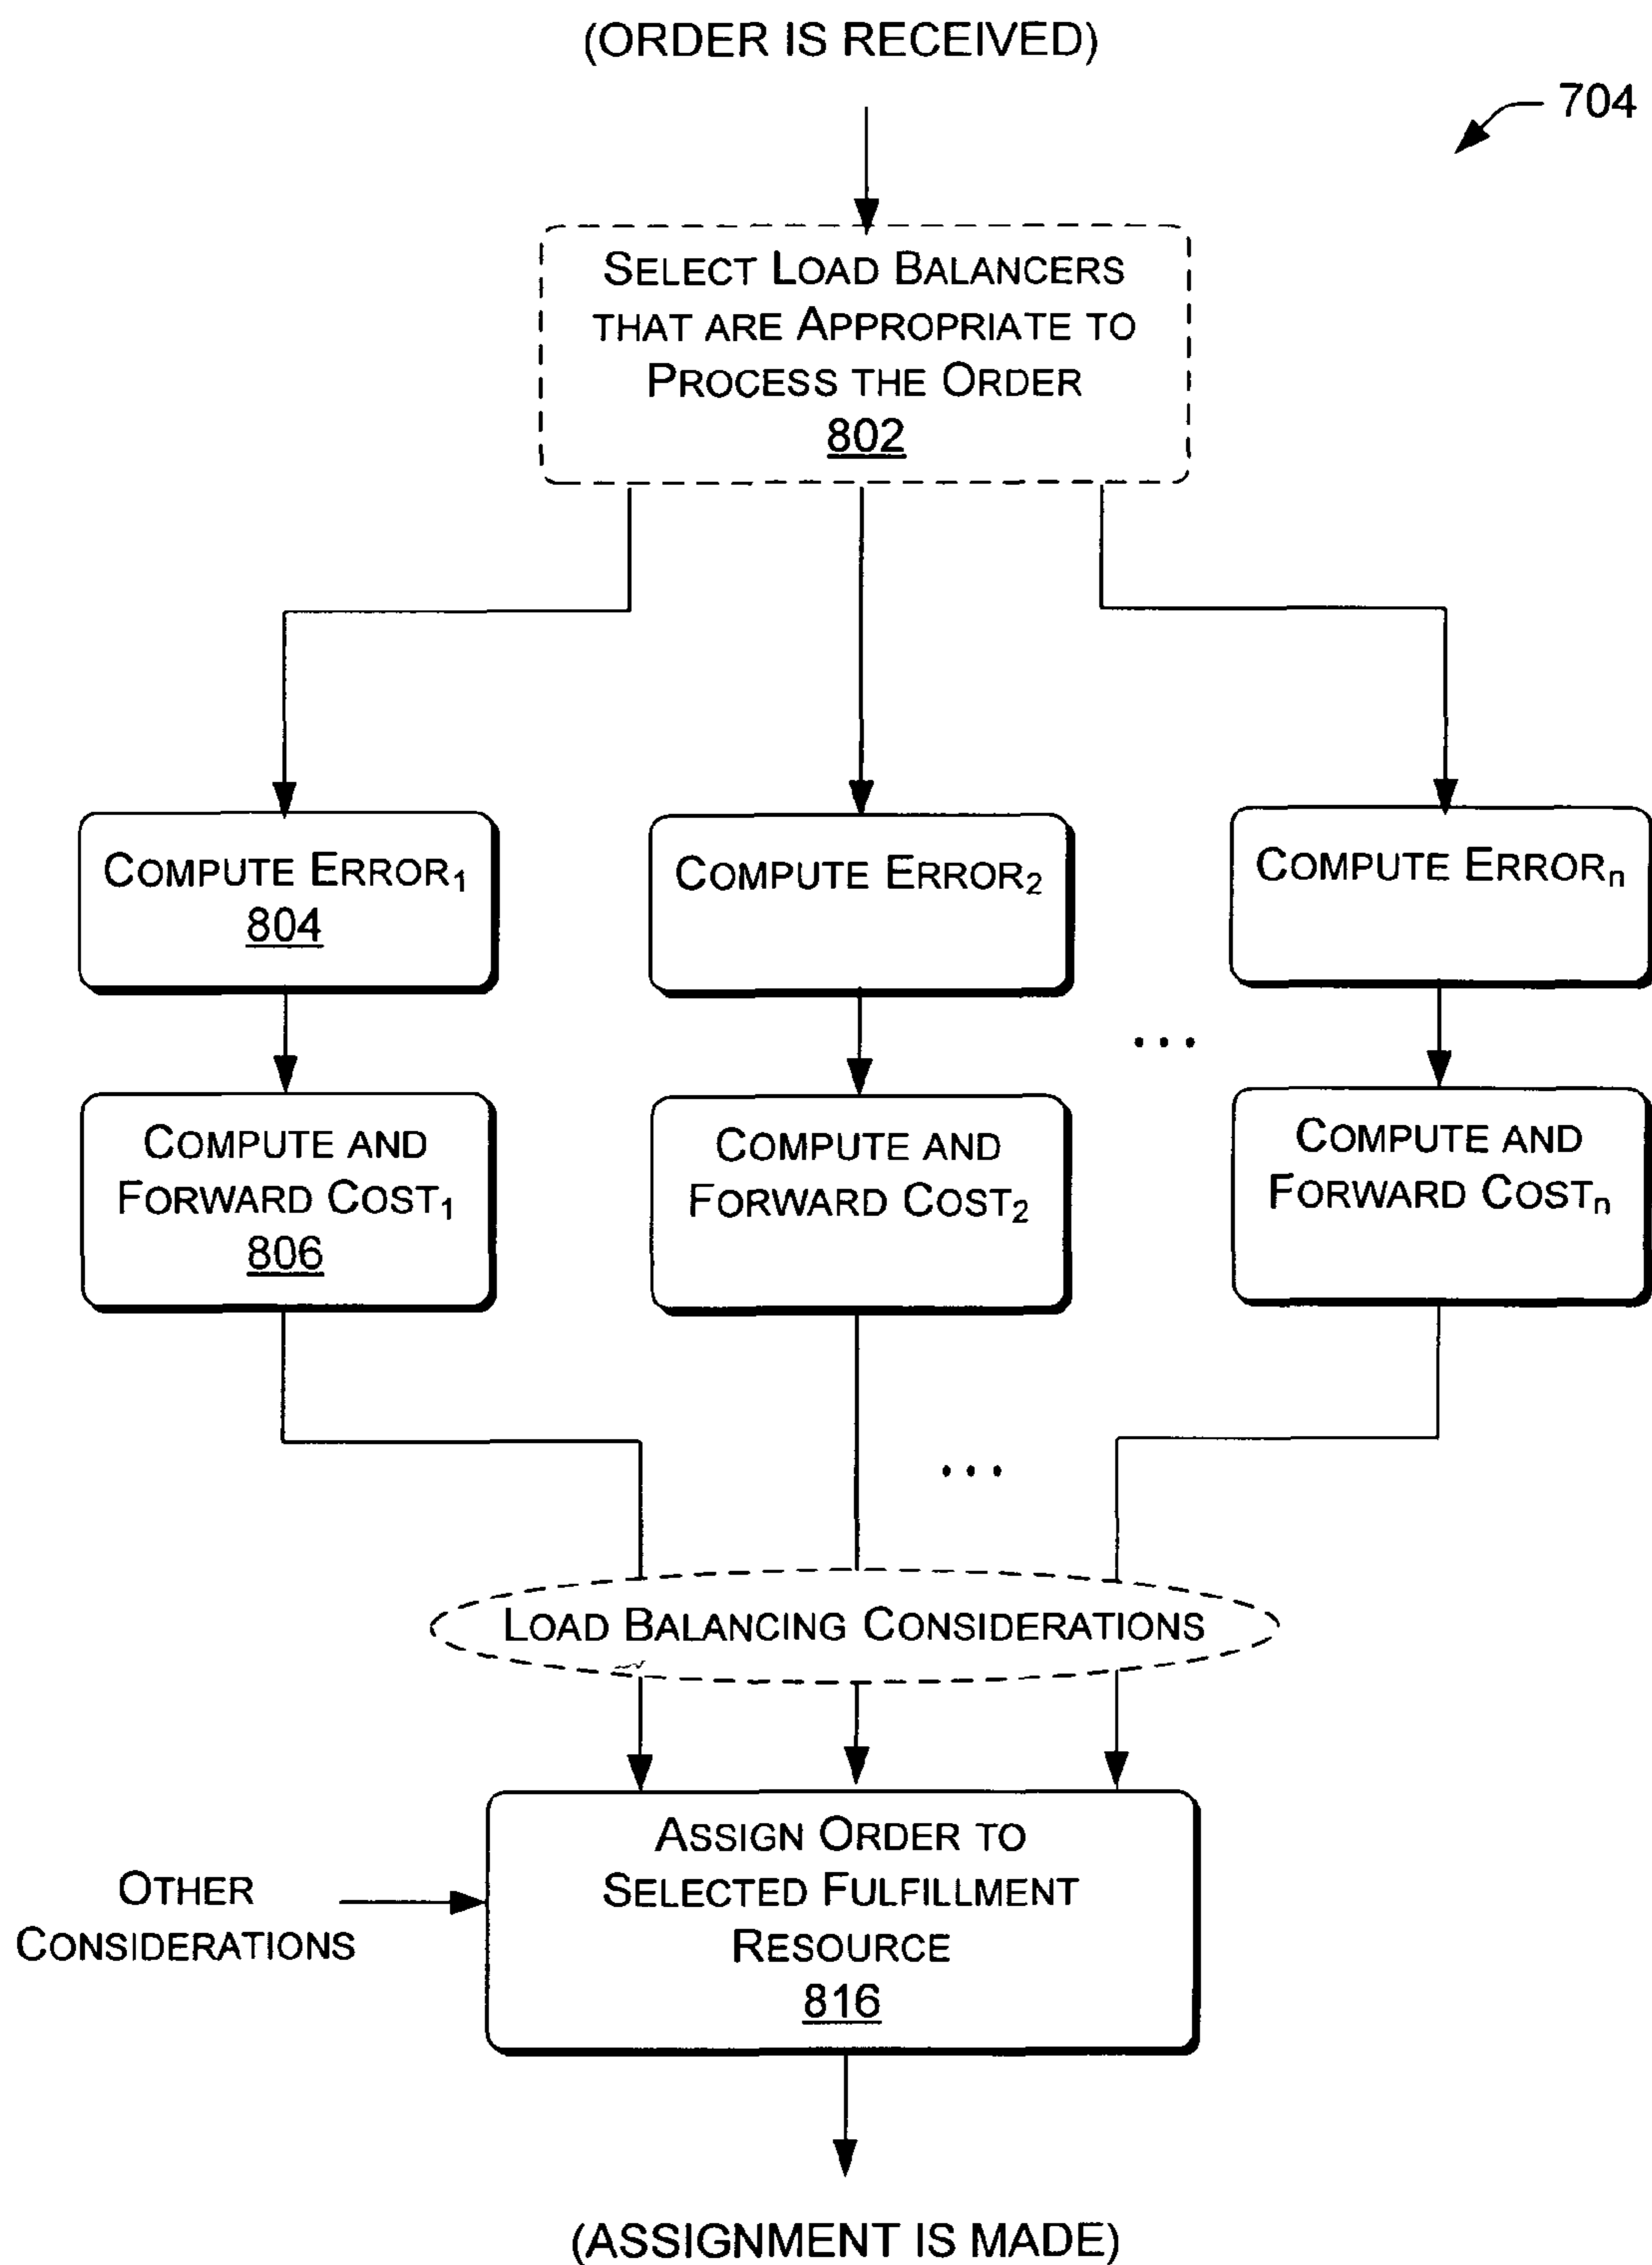 (ORDER IS RECEIVED)
704
SELECT LOAD BALANCERS
THAT ARE APPROPRIATE TO
PROCESS THE ORDER
802
COMPUTE ERROR₁
804
COMPUTE ERROR₂
COMPUTE ERRORₙ
...
COMPUTE AND
FORWARD COST₁
806
COMPUTE AND
FORWARD COST₂
COMPUTE AND
FORWARD COSTₙ
...
LOAD BALANCING CONSIDERATIONS
ASSIGN ORDER TO
SELECTED FULFILLMENT
RESOURCE
816
OTHER
CONSIDERATIONS
(ASSIGNMENT IS MADE)